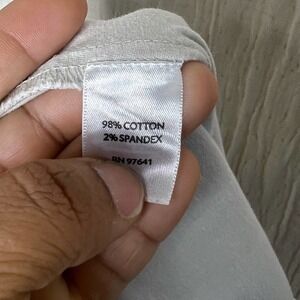 98% COTTON
2% SPANDEX
RN 97641